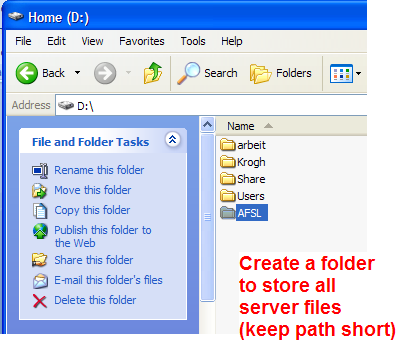 Home (D:)
File Edit View Favorites Tools Help
Back Search Folders
Address D:\
File and Folder Tasks
Rename this folder
Move this folder
Copy this folder
Publish this folder to
the Web
Share this folder
E-mail this folder's files
Delete this folder
Name
arbeit
Krogh
Share
Users
AFSL
Create a folder
to store all
server files
(keep path short)